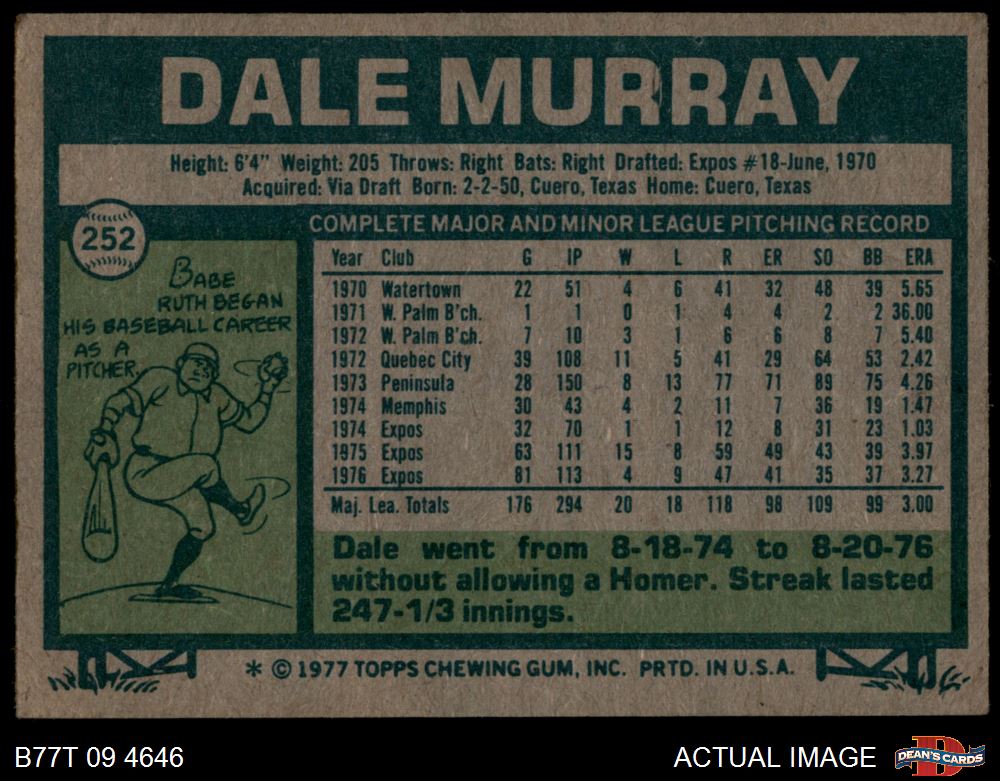 DALE MURRAY
Height: 6'4" Weight: 205 Throws: Right Bats: Right Drafted: Expos #18-June, 1970
Acquired: Via Draft Born: 2-2-50, Cuero, Texas Home: Cuero, Texas
252
COMPLETE MAJOR AND MINOR LEAGUE PITCHING RECORD
BABE
RUTH BEGAN
HIS BASEBALL CAREER
AS A
PITCHER.
Year Club G IP W L R ER SO BB ERA
1970 Watertown 22 51 4 6 41 32 48 39 5.65
1971 W. Palm B'ch. 1 1 0 1 4 4 2 2 36.00
1972 W. Palm B'ch. 7 10 3 1 6 6 8 7 5.40
1972 Quebec City 39 108 11 5 41 29 64 53 2.42
1973 Peninsula 28 150 8 13 77 71 89 75 4.26
1974 Memphis 30 43 4 2 11 7 36 19 1.47
1974 Expos 32 70 1 1 12 8 31 23 1.03
1975 Expos 63 111 15 8 59 49 43 39 3.97
1976 Expos 81 113 4 9 47 41 35 37 3.27
Maj. Lea. Totals 176 294 20 18 118 98 109 99 3.00
Dale went from 8-18-74 to 8-20-76
without allowing a Homer. Streak lasted
247-1/3 innings.
* © 1977 TOPPS CHEWING GUM, INC. PRTD. IN U.S.A.
B77T 09 4646
ACTUAL IMAGE
D
DEAN'S CARDS